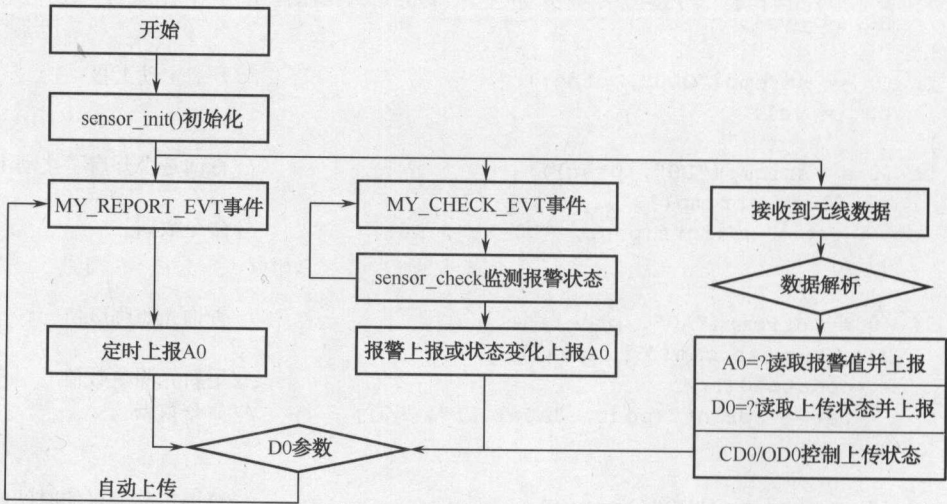 开始
sensor_init()初始化
MY_REPORT_EVT事件
MY_CHECK_EVT事件
接收到无线数据
sensor_check监测报警状态
数据解析
定时上报A0
报警上报或状态变化上报A0
A0=?读取报警值并上报
D0=?读取上传状态并上报
CD0/OD0控制上传状态
D0参数
自动上传